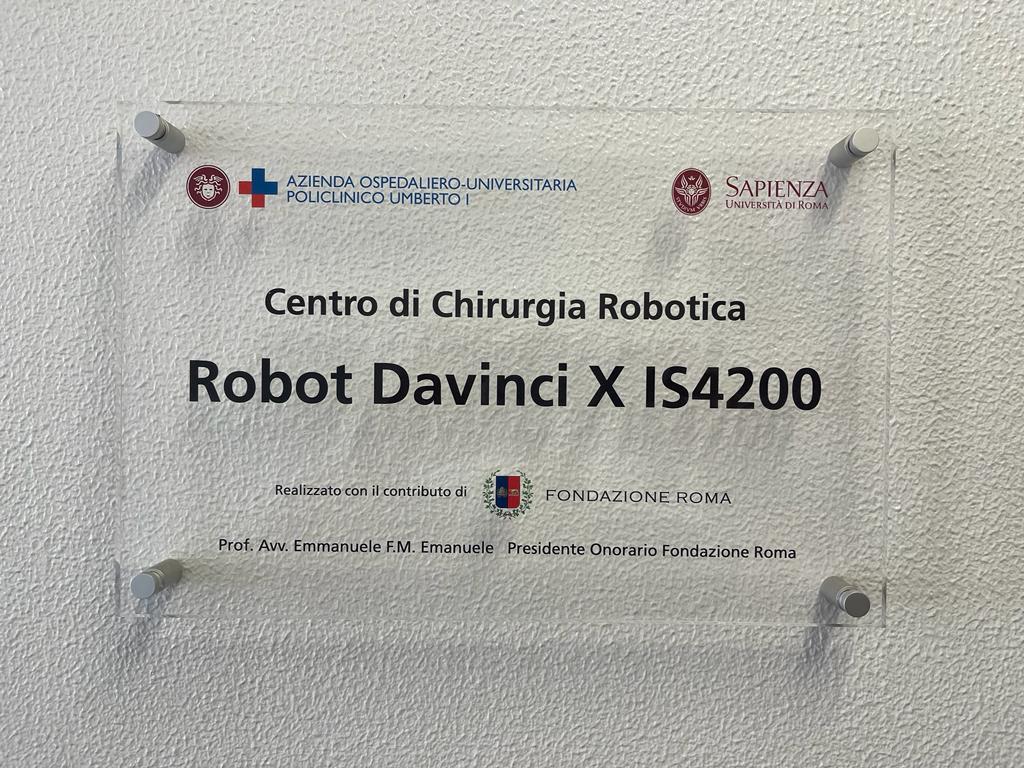 AZIENDA OSPEDALIERO-UNIVERSITARIA
POLICLINICO UMBERTO I
SAPIENZA
UNIVERSITÀ DI ROMA
Centro di Chirurgia Robotica
Robot Davinci X IS4200
Realizzato con il contributo di
FONDAZIONE ROMA
Prof. Avv. Emmanuele F.M. Emanuele Presidente Onorario Fondazione Roma